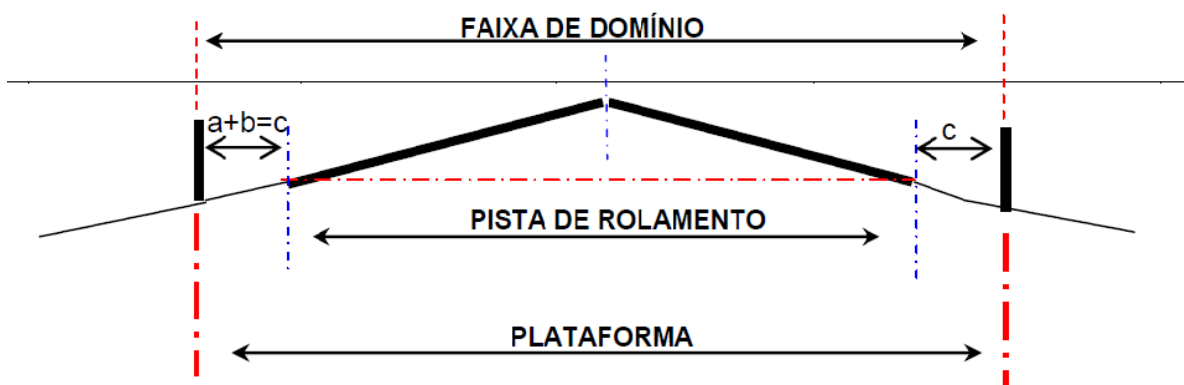 FAIXA DE DOMÍNIO
a+b=c
c
PISTA DE ROLAMENTO
PLATAFORMA